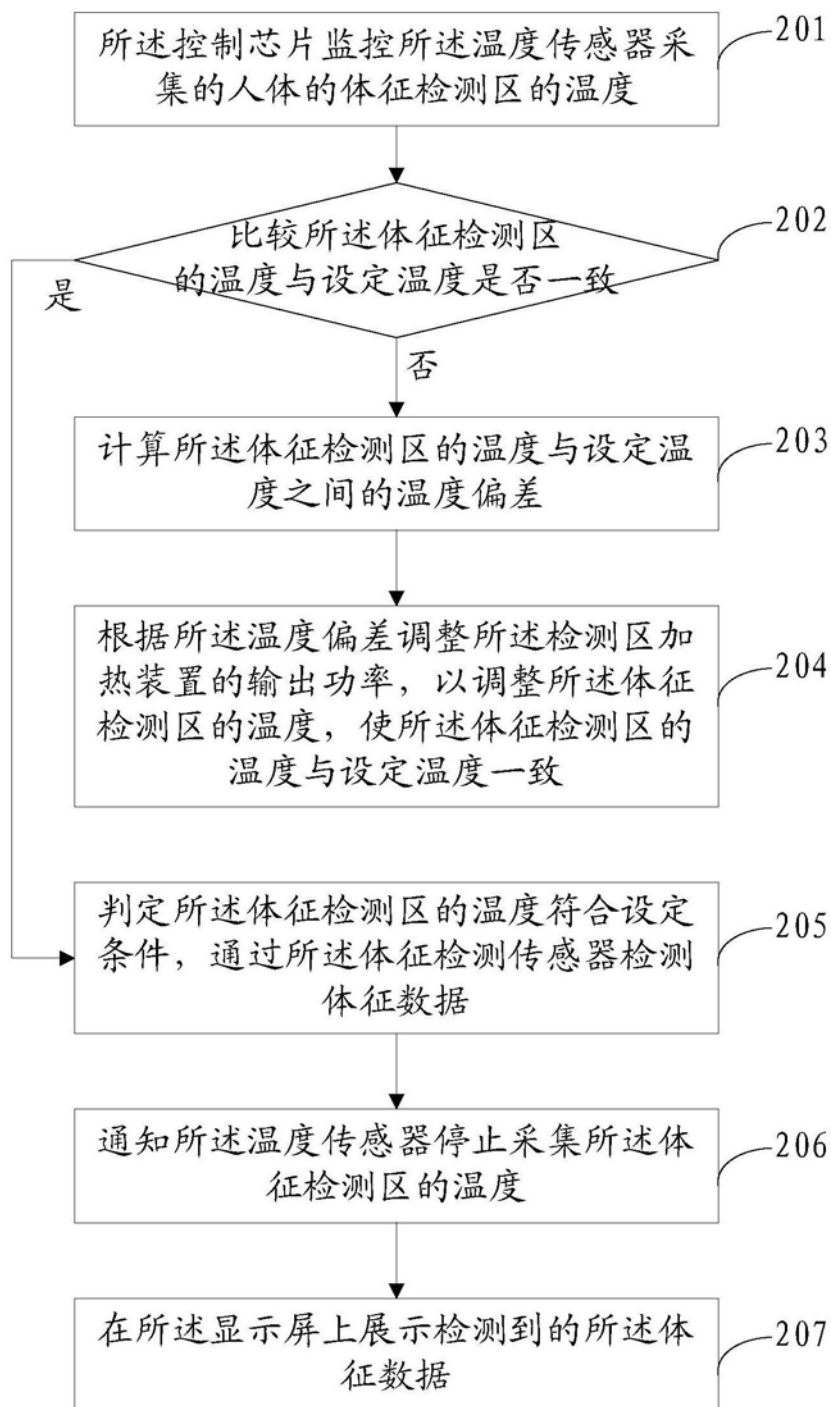 所述控制芯片监控所述温度传感器采
集的人体的体征检测区的温度
201
比较所述体征检测区
的温度与设定温度是否一致
202
是
否
计算所述体征检测区的温度与设定温
度之间的温度偏差
203
根据所述温度偏差调整所述检测区加
热装置的输出功率，以调整所述体征
检测区的温度，使所述体征检测区的
温度与设定温度一致
204
判定所述体征检测区的温度符合设定
条件，通过所述体征检测传感器检测
体征数据
205
通知所述温度传感器停止采集所述体
征检测区的温度
206
在所述显示屏上展示检测到的所述体
征数据
207